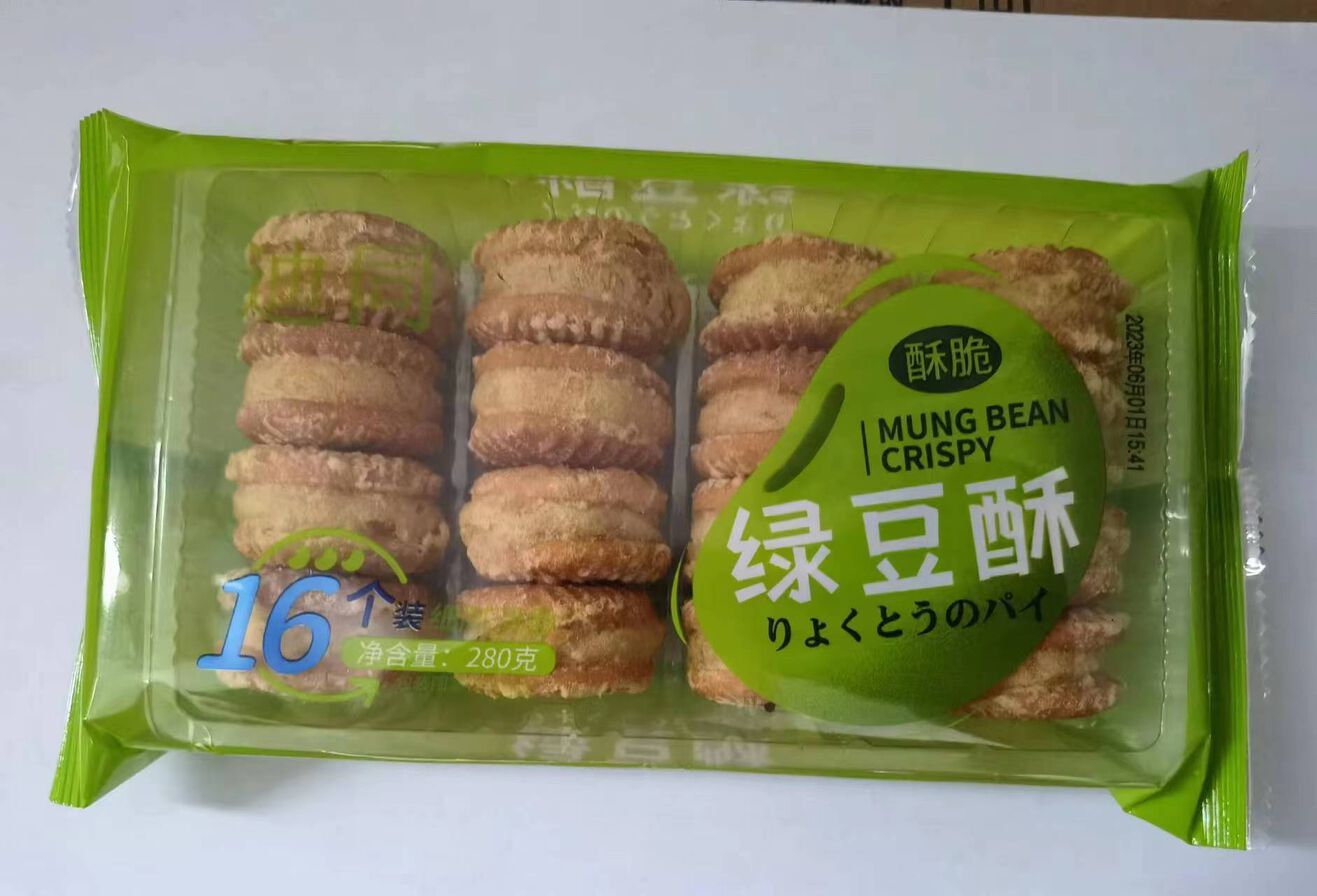 迪同
酥脆
MUNG BEAN
CRISPY
绿豆酥
りょくとうのパイ
2023年06月01日15:41
16个装
净含量：280克